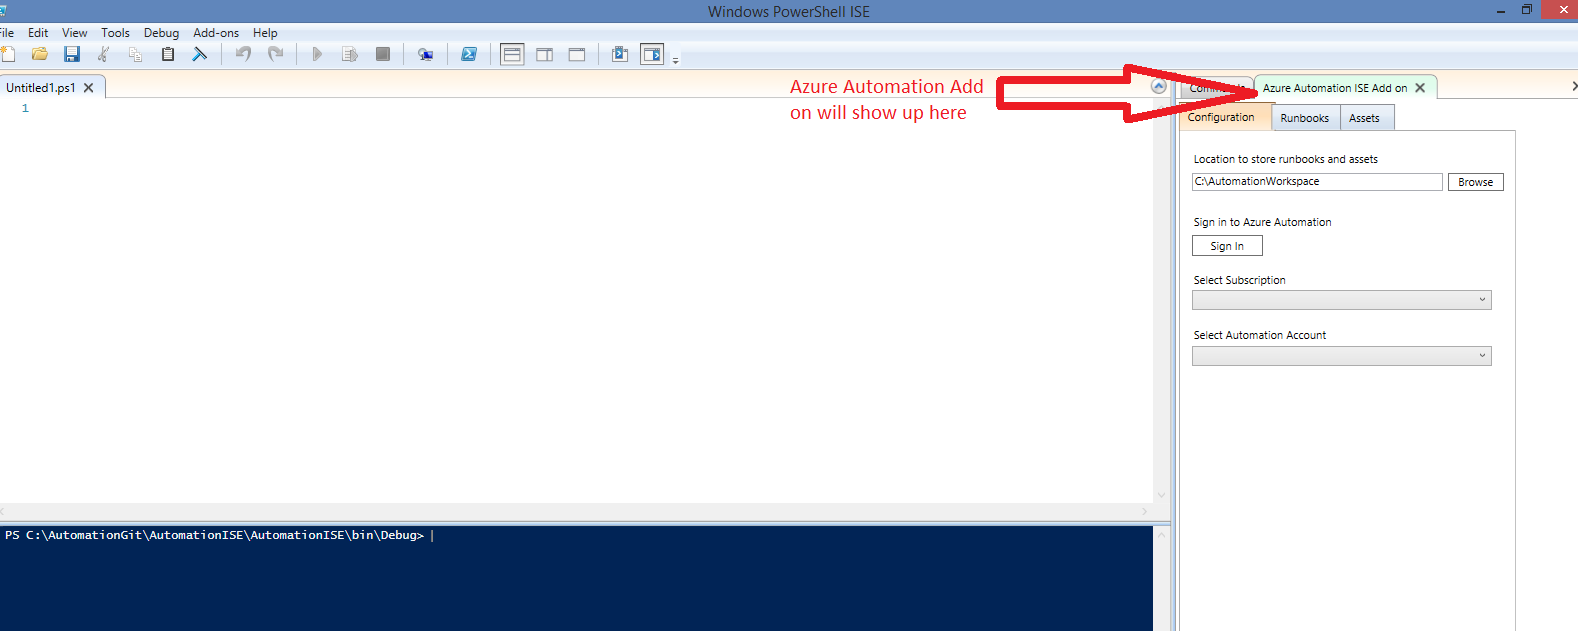 Windows PowerShell ISE
File Edit View Tools Debug Add-ons Help
Untitled1.ps1
1
Azure Automation Add
on will show up here
Azure Automation ISE Add on
Configuration Runbooks Assets
Location to store runbooks and assets
C:\AutomationWorkspace
Browse
Sign in to Azure Automation
Sign In
Select Subscription
Select Automation Account
PS C:\AutomationGit\AutomationISE\AutomationISE\bin\Debug>